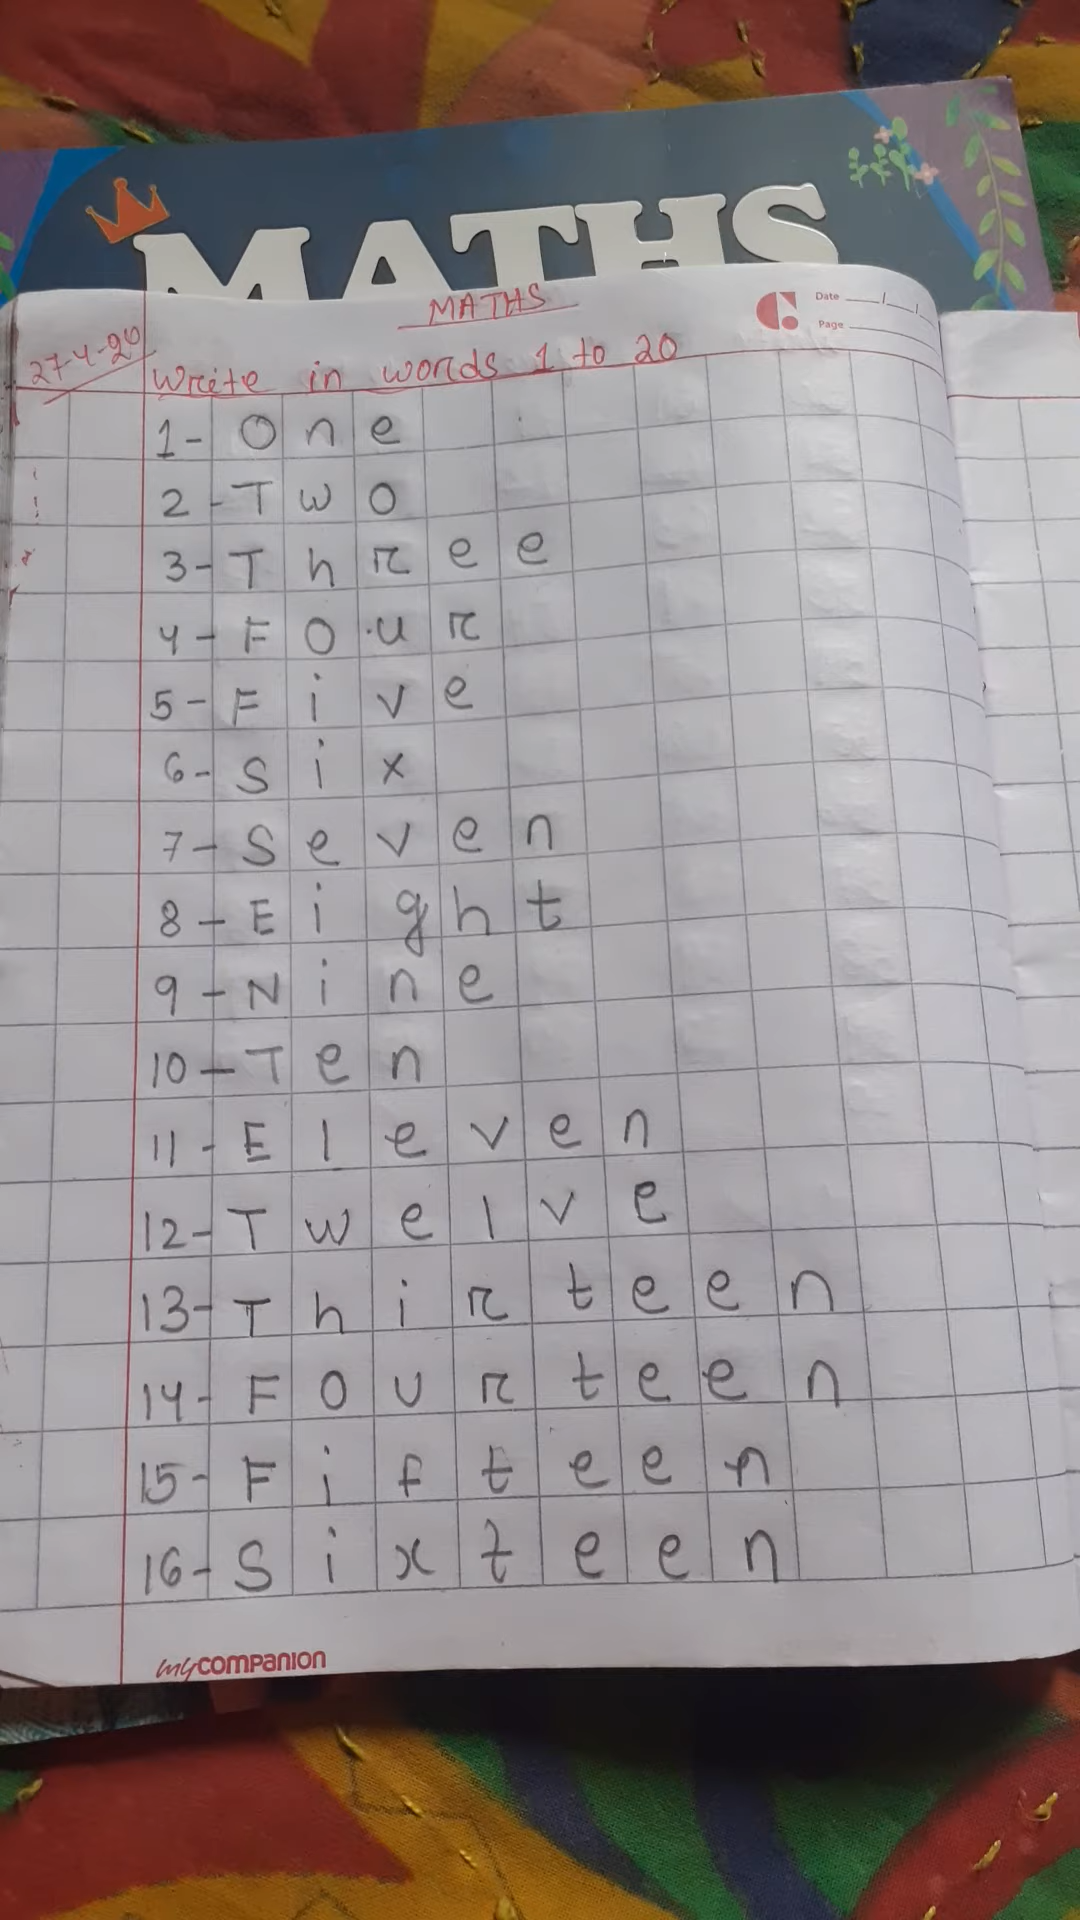 MATHS
MATHS
Date
Page
27-4-20
Write in words 1 to 20
1- One
2- Two
3- Three
4- Four
5- Five
6- Six
7- Seven
8- Eight
9- Nine
10- Ten
11- Eleven
12- Twelve
13- Thirteen
14- Fourteen
15- Fifteen
16- Sixteen
mycompanion